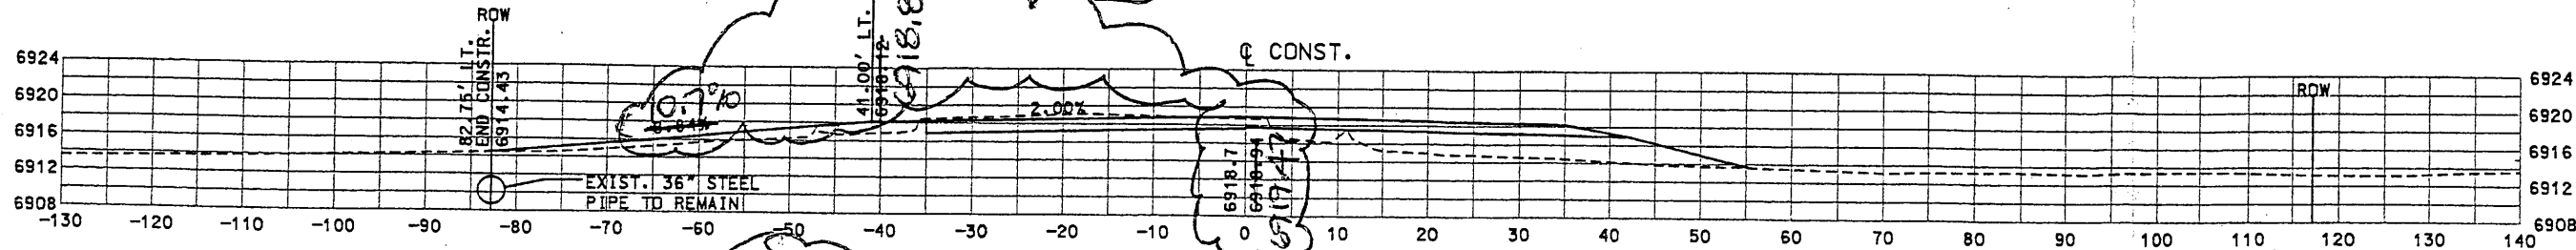 ROW
82.75' LT.
END CONSTR.
6914.43
41.00' LT.
6918.12
6918.8
℄ CONST.
ROW
6924
6920
6916
6912
6908
0.7%
8.84%
2.00%
6924
6920
6916
6912
6908
EXIST. 36" STEEL
PIPE TO REMAIN
6918.7
6918.94
-130 -120 -110 -100 -90 -80 -70 -60 -50 -40 -30 -20 -10 0 10 20 30 40 50 60 70 80 90 100 110 120 130 140